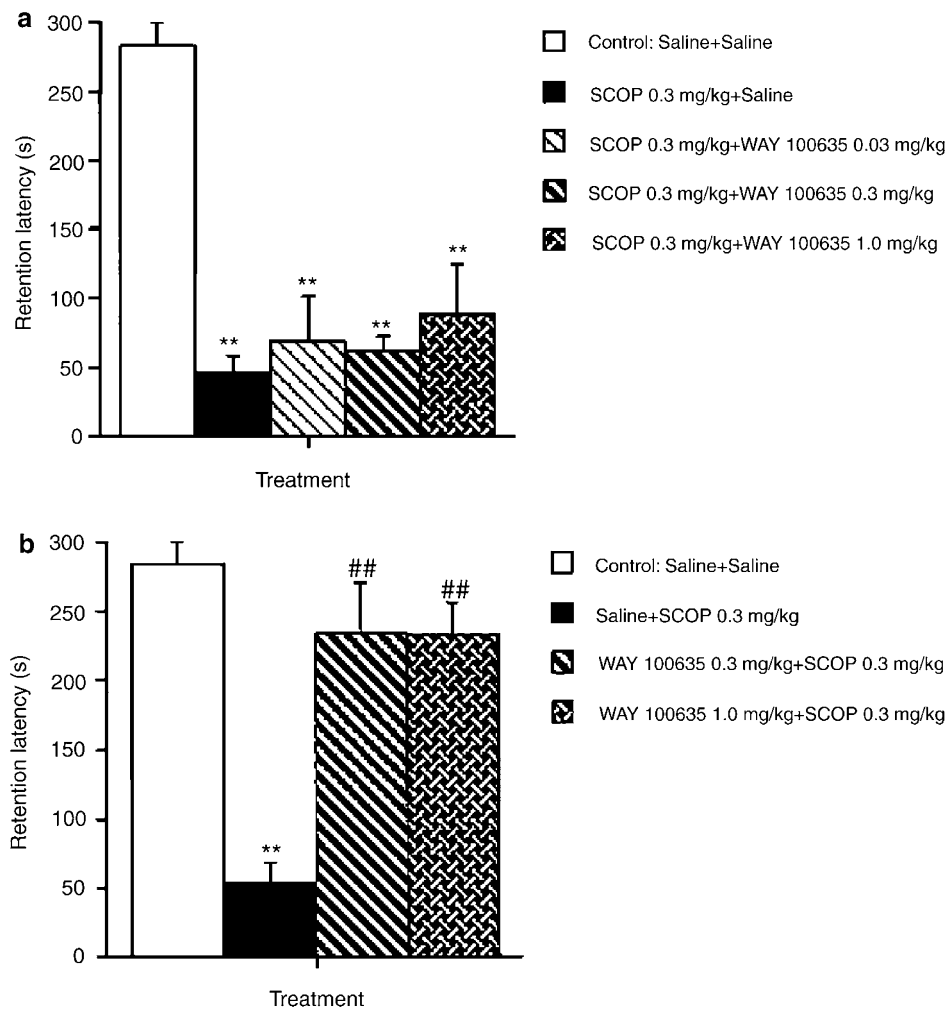 a
300
250
200
150
100
50
0
Retention latency (s)
**
**
**
**
Treatment
Control: Saline+Saline
SCOP 0.3 mg/kg+Saline
SCOP 0.3 mg/kg+WAY 100635 0.03 mg/kg
SCOP 0.3 mg/kg+WAY 100635 0.3 mg/kg
SCOP 0.3 mg/kg+WAY 100635 1.0 mg/kg
b
300
250
200
150
100
50
0
Retention latency (s)
**
##
##
Treatment
Control: Saline+Saline
Saline+SCOP 0.3 mg/kg
WAY 100635 0.3 mg/kg+SCOP 0.3 mg/kg
WAY 100635 1.0 mg/kg+SCOP 0.3 mg/kg